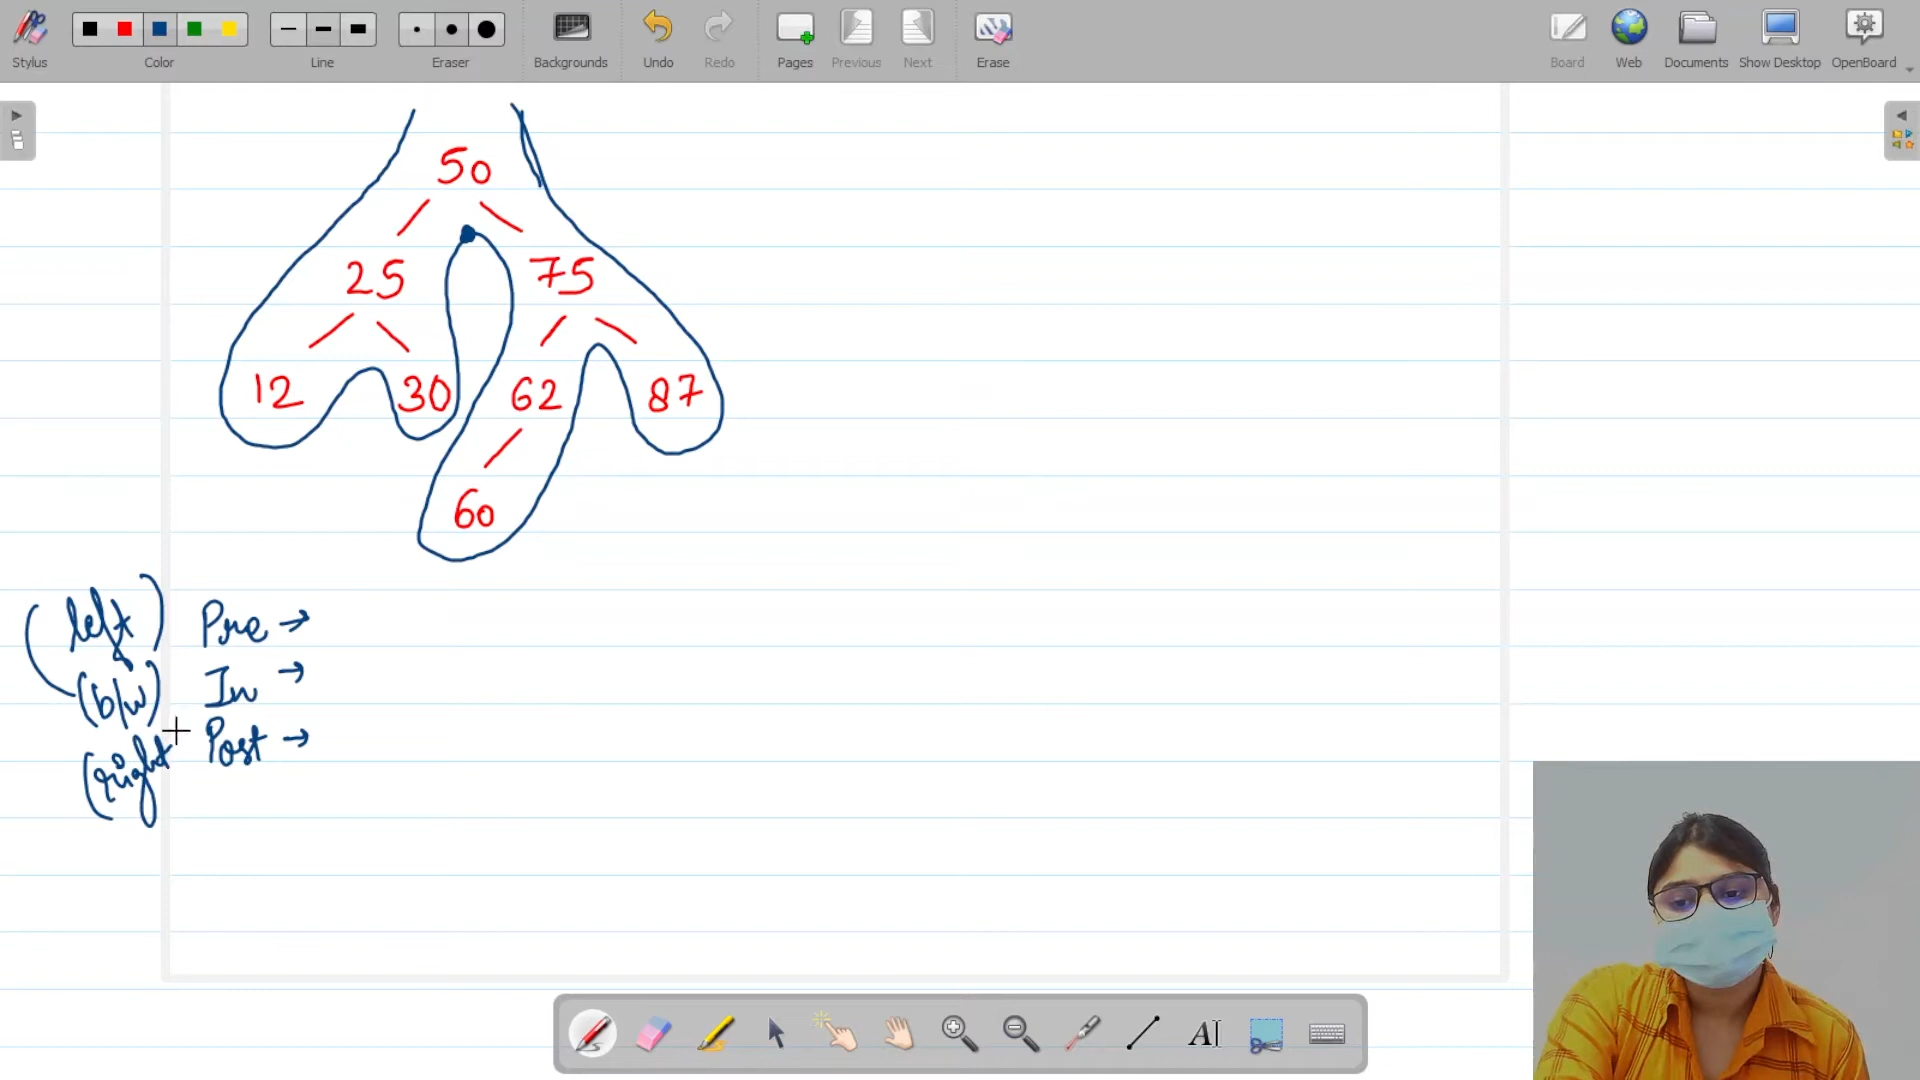 Stylus
Color
Line
Eraser
Backgrounds
Undo
Redo
Pages
Previous
Next
Erase
Board
Web
Documents
Show Desktop
OpenBoard
50
25 75
12 30 62 87
60
(left) Pre →
(b/w) In →
(right Post →
AI